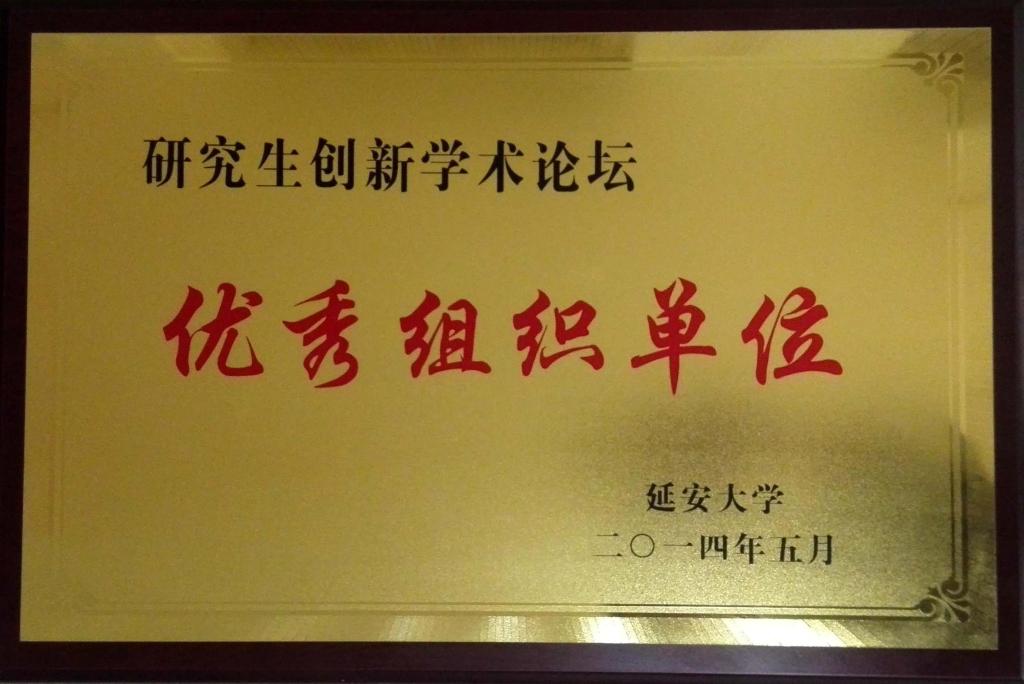 研究生创新学术论坛
优秀组织单位
延安大学
二〇一四年五月